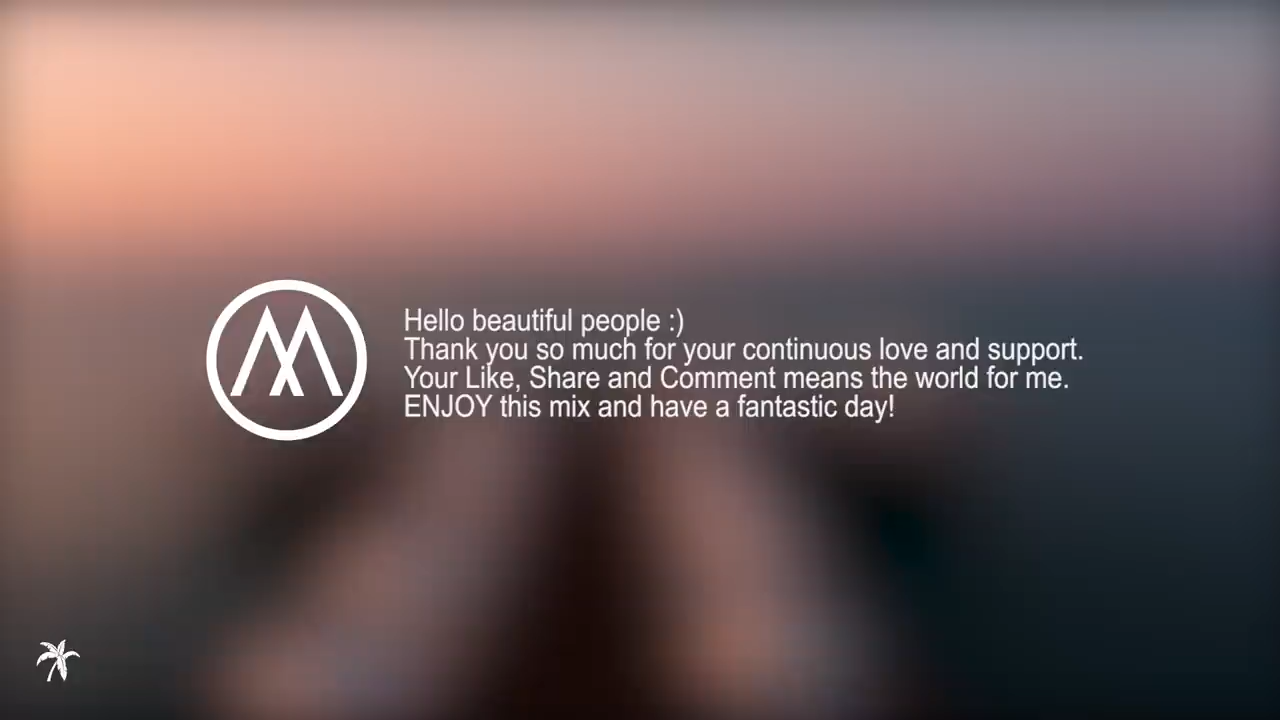 Hello beautiful people :)
Thank you so much for your continuous love and support.
Your Like, Share and Comment means the world for me.
ENJOY this mix and have a fantastic day!